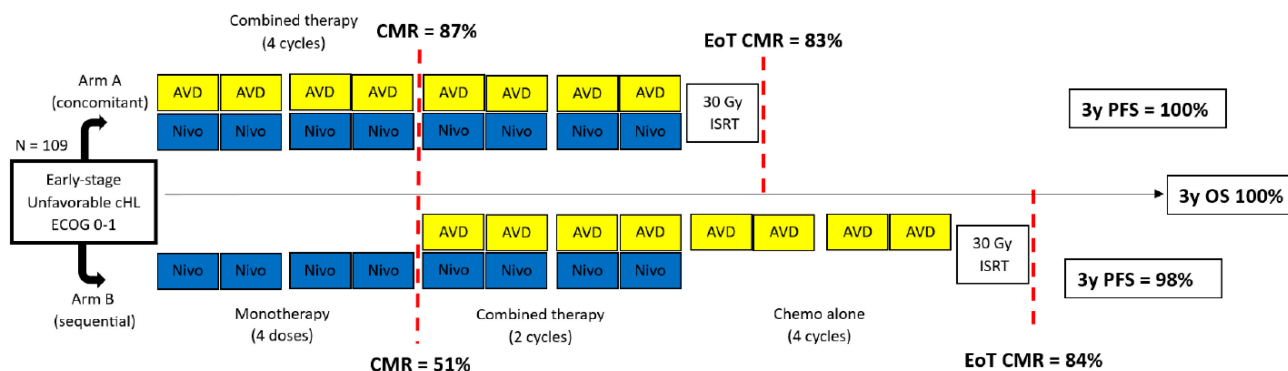 Combined therapy
(4 cycles)
CMR = 87%
EoT CMR = 83%
Arm A
(concomitant)
AVD AVD AVD AVD AVD AVD AVD AVD
Nivo Nivo Nivo Nivo Nivo Nivo Nivo Nivo
30 Gy
ISRT
3y PFS = 100%
N = 109
Early-stage
Unfavorable cHL
ECOG 0-1
3y OS 100%
Arm B
(sequential)
AVD AVD AVD AVD AVD AVD AVD AVD
Nivo Nivo Nivo Nivo Nivo Nivo Nivo Nivo
30 Gy
ISRT
3y PFS = 98%
Monotherapy
(4 doses)
Combined therapy
(2 cycles)
Chemo alone
(4 cycles)
CMR = 51%
EoT CMR = 84%